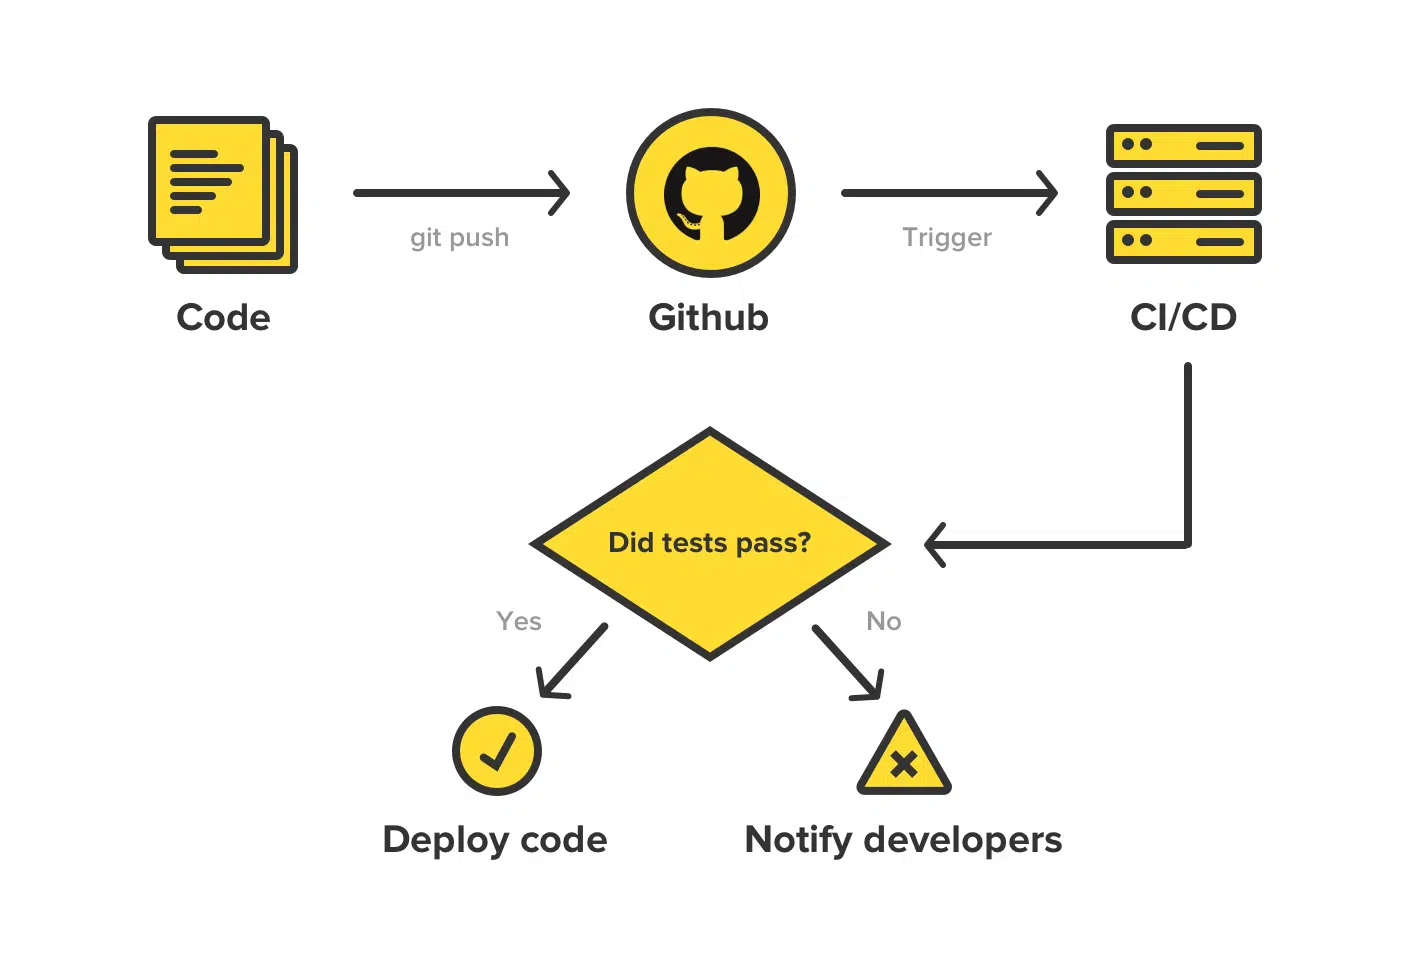 git push
Trigger
Code
Github
CI/CD
Did tests pass?
Yes
No
Deploy code
Notify developers